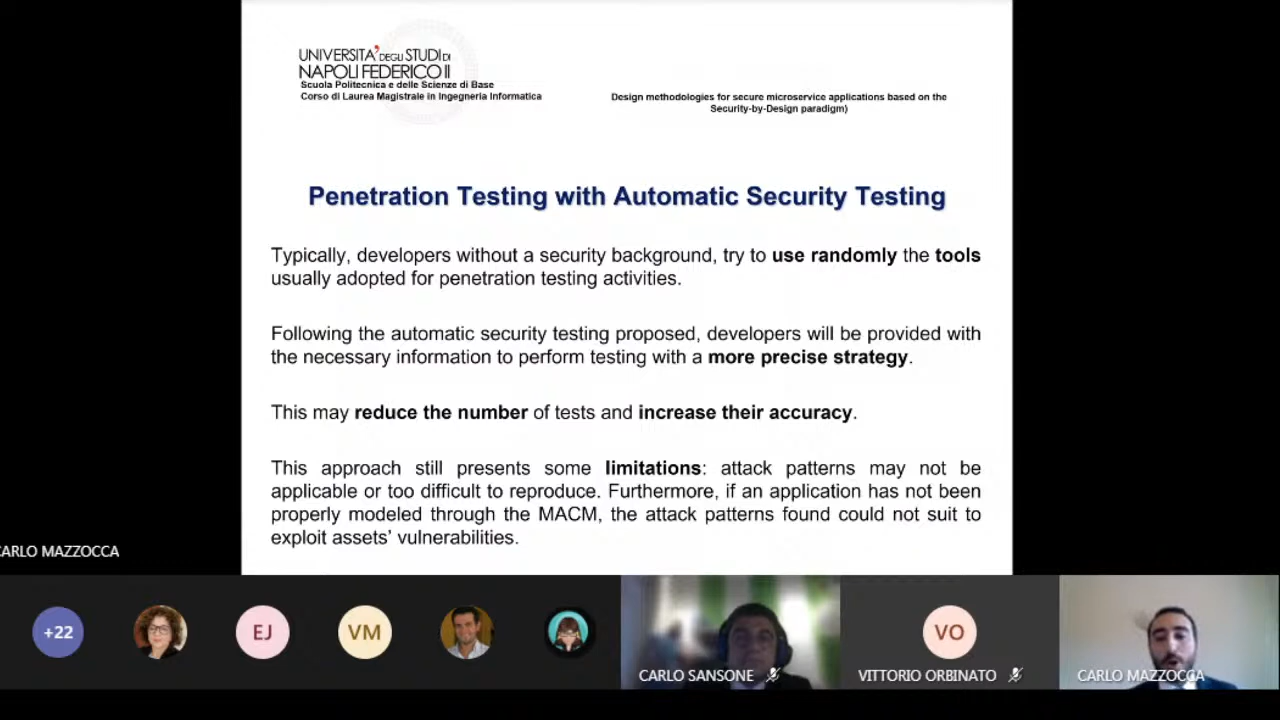 UNIVERSITA' DEGLI STUDI DI
NAPOLI FEDERICO II
Scuola Politecnica e delle Scienze di Base
Corso di Laurea Magistrale in Ingegneria Informatica
Design methodologies for secure microservice applications based on the
Security-by-Design paradigm)
Penetration Testing with Automatic Security Testing
Typically, developers without a security background, try to use randomly the tools
usually adopted for penetration testing activities.
Following the automatic security testing proposed, developers will be provided with
the necessary information to perform testing with a more precise strategy.
This may reduce the number of tests and increase their accuracy.
This approach still presents some limitations: attack patterns may not be
applicable or too difficult to reproduce. Furthermore, if an application has not been
properly modeled through the MACM, the attack patterns found could not suit to
exploit assets’ vulnerabilities.
CARLO MAZZOCCA
+22
EJ
VM
CARLO SANSONE
VO
VITTORIO ORBINATO
CARLO MAZZOCCA